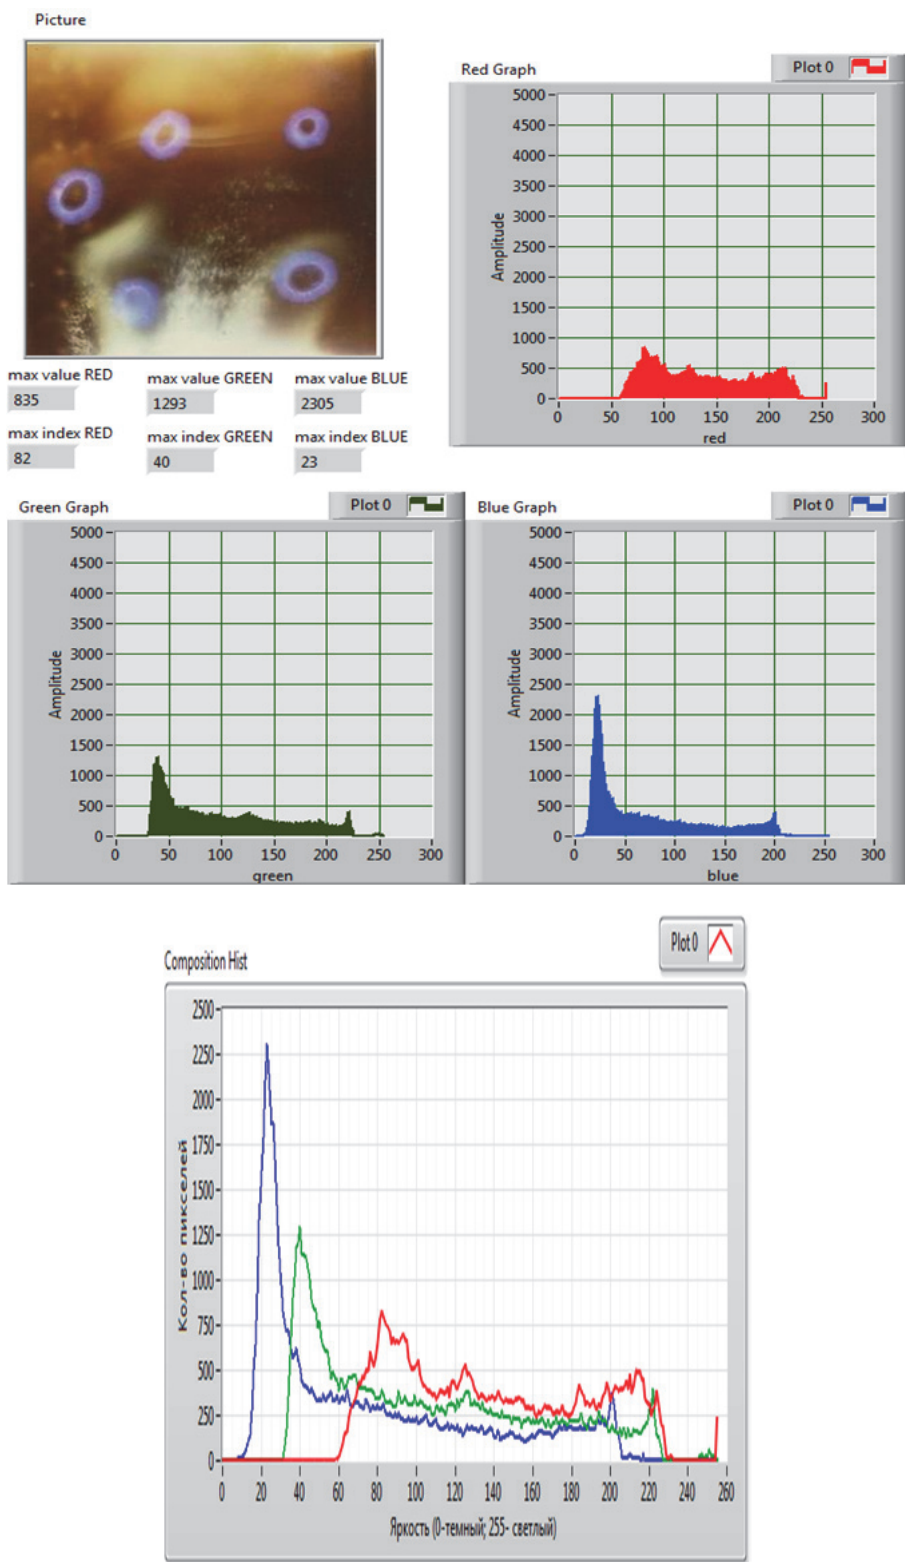 Picture
Red Graph
Plot 0
5000
4500
4000
3500
3000
2500
2000
1500
1000
500
0
Amplitude
0 50 100 150 200 250 300
red
max value RED
835
max value GREEN
1293
max value BLUE
2305
max index RED
82
max index GREEN
40
max index BLUE
23
Green Graph
Plot 0
5000
4500
4000
3500
3000
2500
2000
1500
1000
500
0
Amplitude
0 50 100 150 200 250 300
green
Blue Graph
Plot 0
5000
4500
4000
3500
3000
2500
2000
1500
1000
500
0
Amplitude
0 50 100 150 200 250 300
blue
Composition Hist
Plot 0
2500
2250
2000
1750
1500
1250
1000
750
500
250
0
Кол-во пикселей
0 20 40 60 80 100 120 140 160 180 200 220 240 260
Яркость (0-темный; 255- светлый)